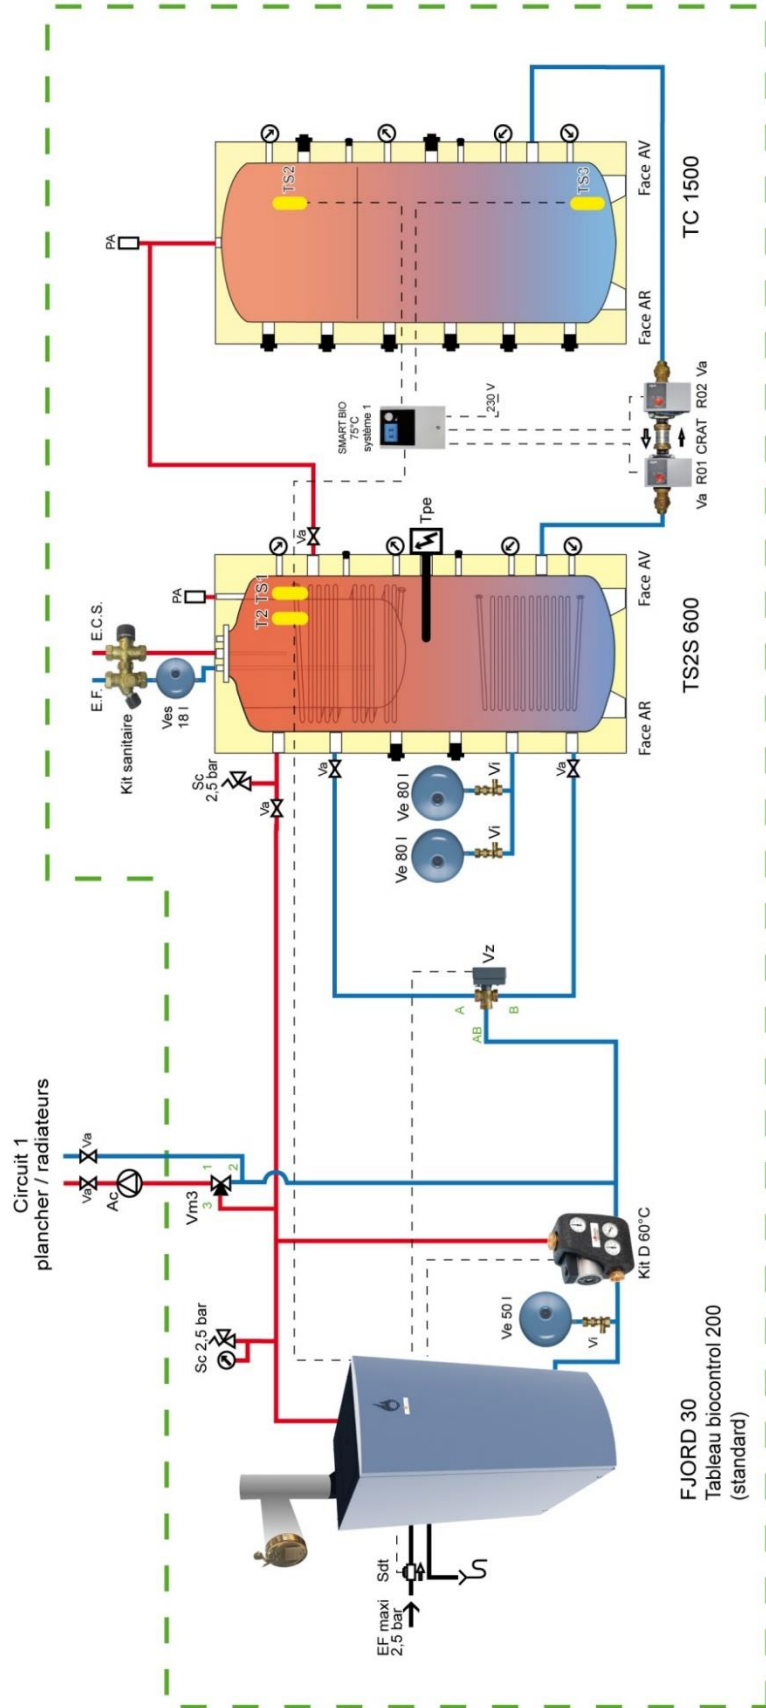 Circuit 1
plancher / radiateurs
Va
Va
Ac
Vm3
1
2
3
Sc 2,5 bar
EF maxi
2,5 bar
Sdt
FJORD 30
Tableau biocontrol 200
(standard)
Ve 50 l
Vi
Kit D 60°C
A
AB
B
Vz
Sc
2,5 bar
Va
Va
Va
Ve 80 l
Ve 80 l
Vi
Vi
Kit sanitaire
E.F.
E.C.S.
Ves
18 l
PA
T2
TS1
Va
Tpe
Face AR
Face AV
TS2S 600
SMART BIO
75°C
système 1
230 V
Va
R01
CRAT
R02
Va
PA
TS2
TS3
Face AR
Face AV
TC 1500